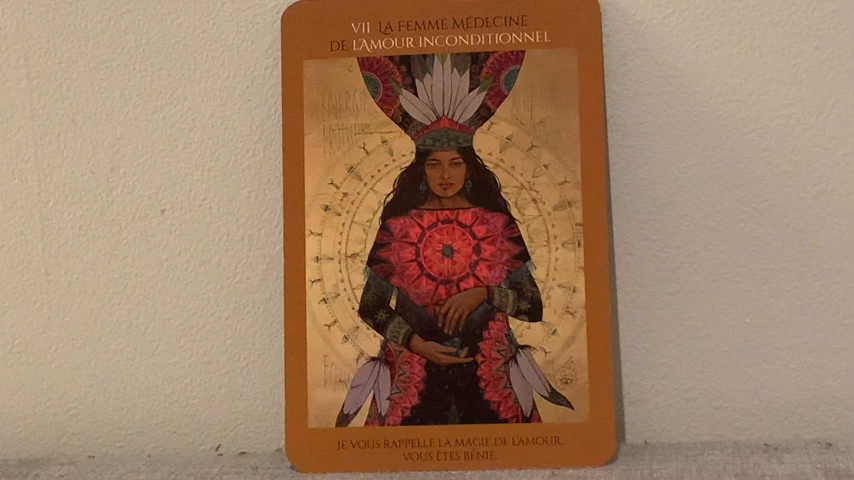 VII LA FEMME MÉDECINE
DE L'AMOUR INCONDITIONNEL
JE VOUS RAPPELLE LA MAGIE DE L'AMOUR.
VOUS ÊTES BÉNIE.